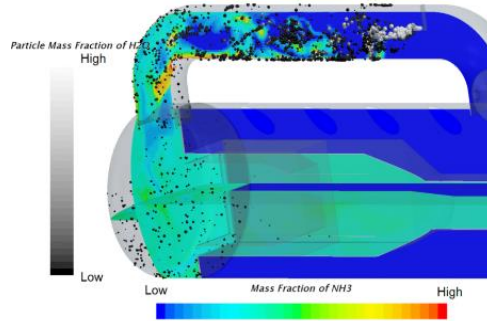 Particle Mass Fraction of H2O
High
Low
Low
Mass Fraction of NH3
High